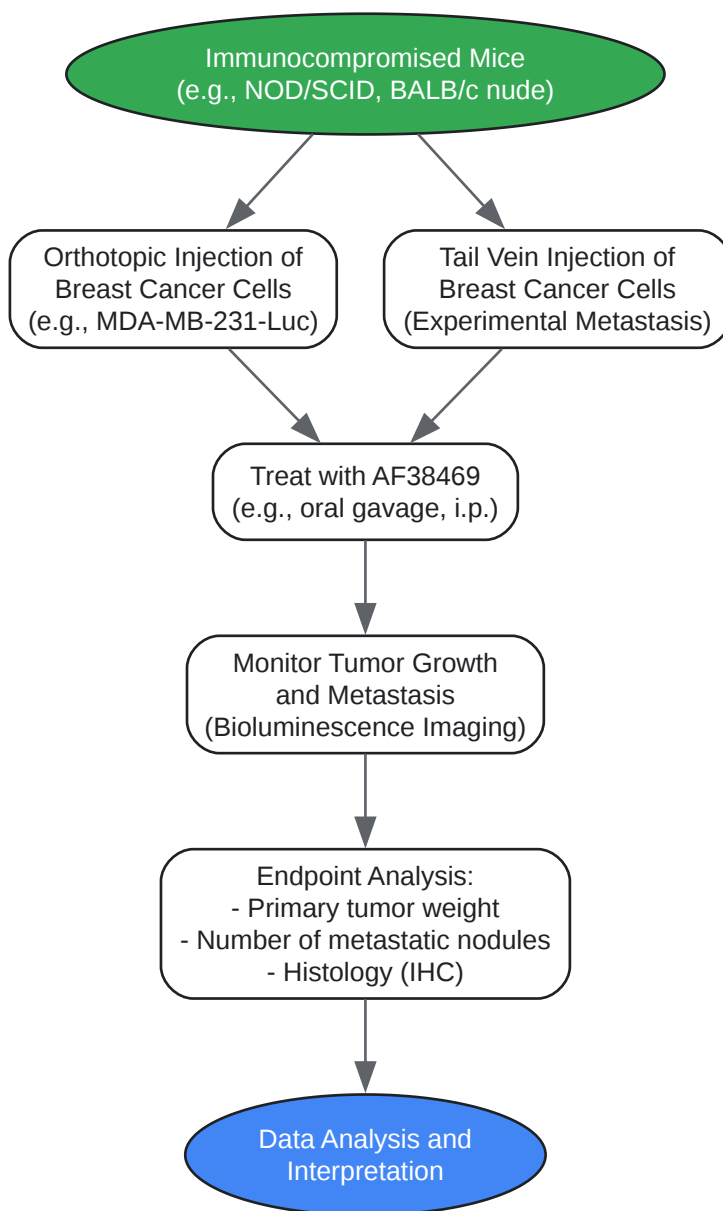 Immunocompromised Mice
(e.g., NOD/SCID, BALB/c nude)
Orthotopic Injection of
Breast Cancer Cells
(e.g., MDA-MB-231-Luc)
Tail Vein Injection of
Breast Cancer Cells
(Experimental Metastasis)
Treat with AF38469
(e.g., oral gavage, i.p.)
Monitor Tumor Growth
and Metastasis
(Bioluminescence Imaging)
Endpoint Analysis:
- Primary tumor weight
- Number of metastatic nodules
- Histology (IHC)
Data Analysis and
Interpretation